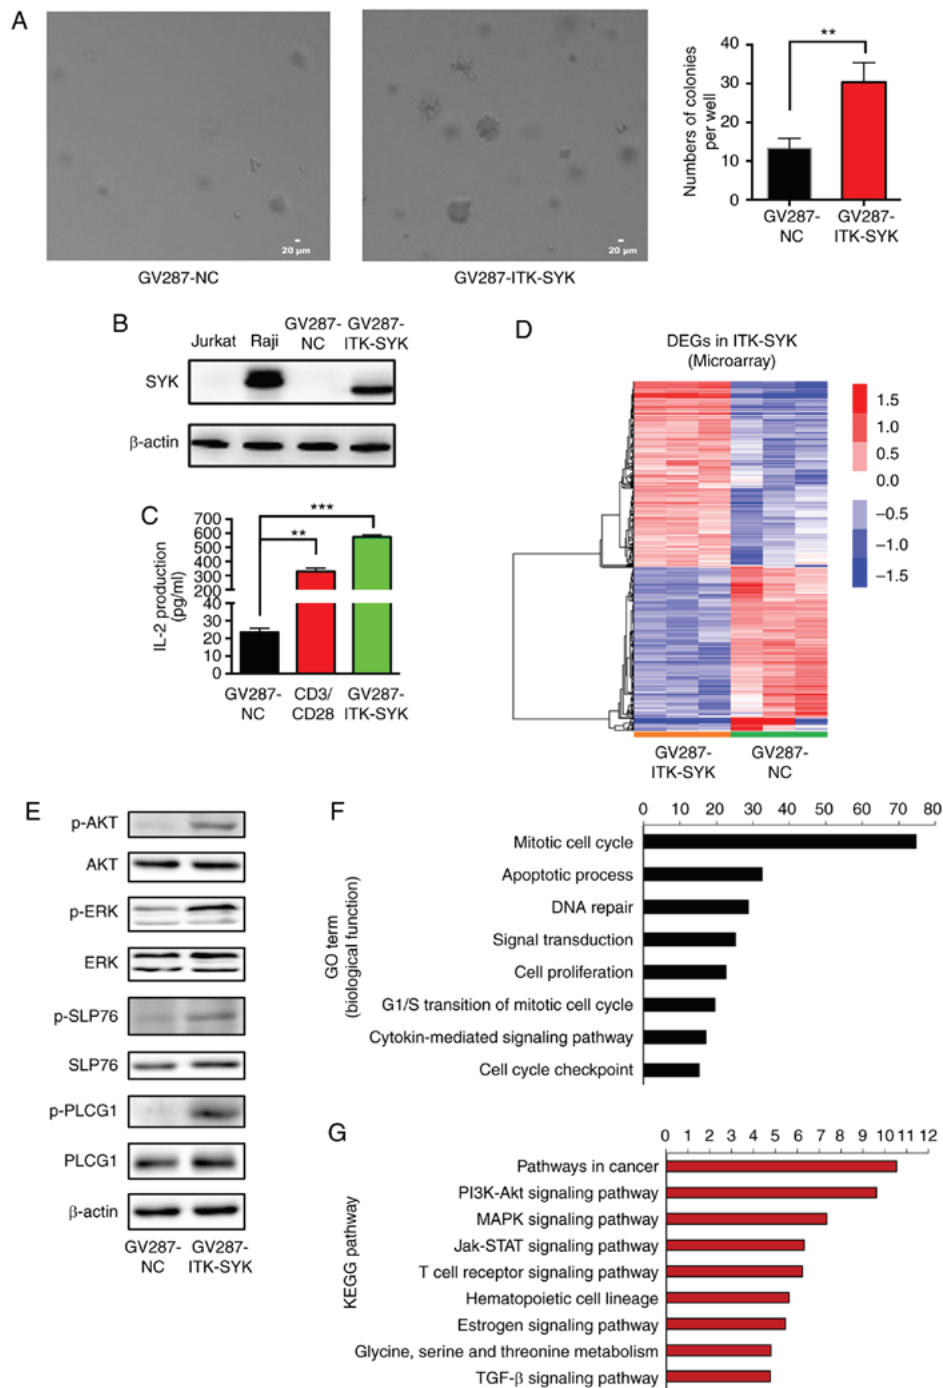 A
20 µm
GV287-NC
20 µm
GV287-ITK-SYK
Numbers of colonies
per well
40
30
20
10
0
**
GV287-
NC
GV287-
ITK-SYK
B
Jurkat
Raji
GV287-
NC
GV287-
ITK-SYK
SYK
β-actin
C
IL-2 production
(pg/ml)
700
600
500
400
300
200
40
30
20
10
0
***
**
GV287-
NC
CD3/
CD28
GV287-
ITK-SYK
D
DEGs in ITK-SYK
(Microarray)
1.5
1.0
0.5
0.0
−0.5
−1.0
−1.5
GV287-
ITK-SYK
GV287-
NC
E
p-AKT
AKT
p-ERK
ERK
p-SLP76
SLP76
p-PLCG1
PLCG1
β-actin
GV287-
NC
GV287-
ITK-SYK
F
0 10 20 30 40 50 60 70 80
GO term
(biological function)
Mitotic cell cycle
Apoptotic process
DNA repair
Signal transduction
Cell proliferation
G1/S transition of mitotic cell cycle
Cytokin-mediated signaling pathway
Cell cycle checkpoint
G
0 1 2 3 4 5 6 7 8 9 10 11 12
KEGG pathway
Pathways in cancer
PI3K-Akt signaling pathway
MAPK signaling pathway
Jak-STAT signaling pathway
T cell receptor signaling pathway
Hematopoietic cell lineage
Estrogen signaling pathway
Glycine, serine and threonine metabolism
TGF-β signaling pathway